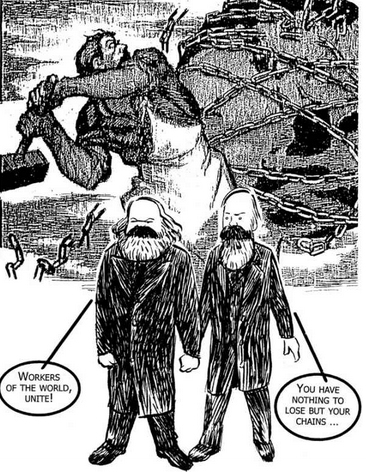 WORKERS
OF THE WORLD,
UNITE!
YOU HAVE
NOTHING TO
LOSE BUT YOUR
CHAINS ...